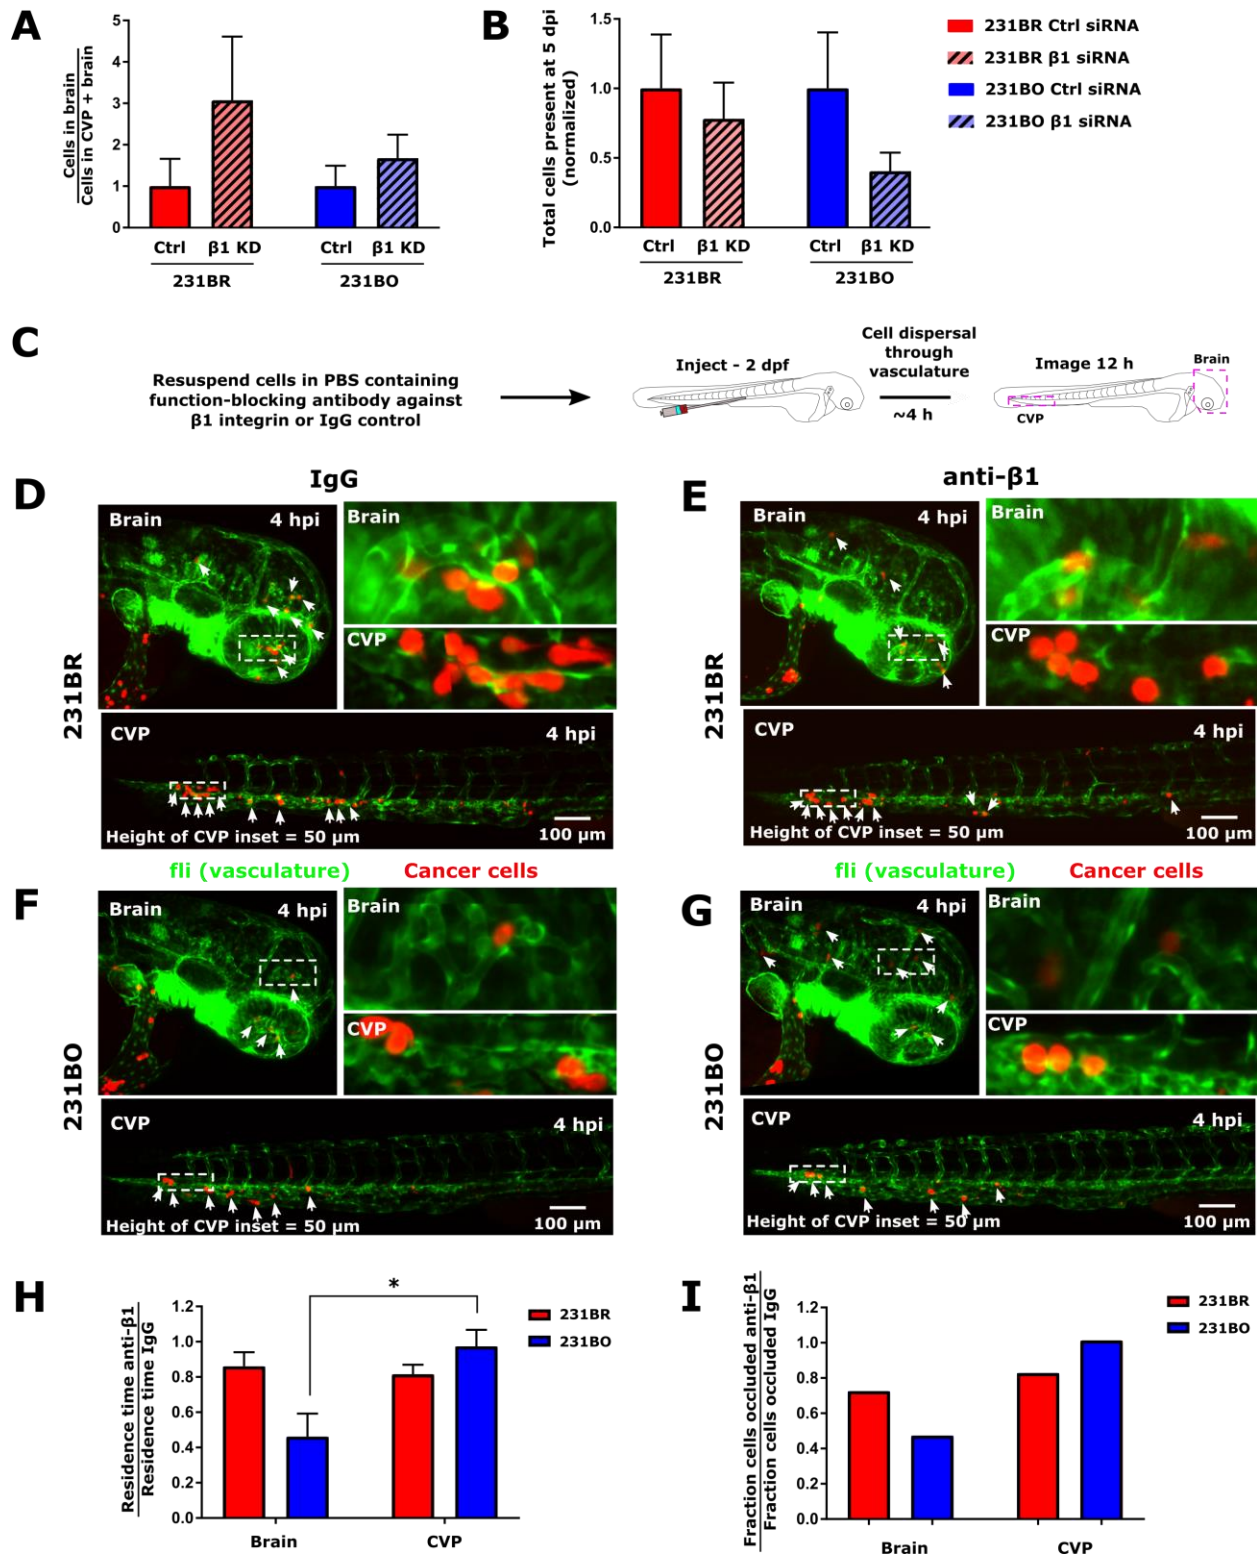 A
Cells in brain
Cells in CVP + brain
5
4
3
2
1
0
Ctrl
β1 KD
Ctrl
β1 KD
231BR
231BO
B
Total cells present at 5 dpi
(normalized)
1.5
1.0
0.5
0.0
Ctrl
β1 KD
Ctrl
β1 KD
231BR
231BO
231BR Ctrl siRNA
231BR β1 siRNA
231BO Ctrl siRNA
231BO β1 siRNA
C
Resuspend cells in PBS containing
function-blocking antibody against
β1 integrin or IgG control
Inject - 2 dpf
Cell dispersal
through
vasculature
~4 h
Image 12 h
Brain
CVP
IgG
anti-β1
D
231BR
Brain
4 hpi
Brain
CVP
CVP
4 hpi
Height of CVP inset = 50 µm
100 µm
E
231BR
Brain
4 hpi
Brain
CVP
CVP
4 hpi
Height of CVP inset = 50 µm
100 µm
fli (vasculature)
Cancer cells
fli (vasculature)
Cancer cells
F
231BO
Brain
4 hpi
Brain
CVP
CVP
4 hpi
Height of CVP inset = 50 µm
100 µm
G
231BO
Brain
4 hpi
Brain
CVP
CVP
4 hpi
Height of CVP inset = 50 µm
100 µm
H
Residence time anti-β1
Residence time IgG
1.2
1.0
0.8
0.6
0.4
0.2
0.0
*
Brain
CVP
231BR
231BO
I
Fraction cells occluded anti-β1
Fraction cells occluded IgG
1.2
1.0
0.8
0.6
0.4
0.2
0.0
Brain
CVP
231BR
231BO